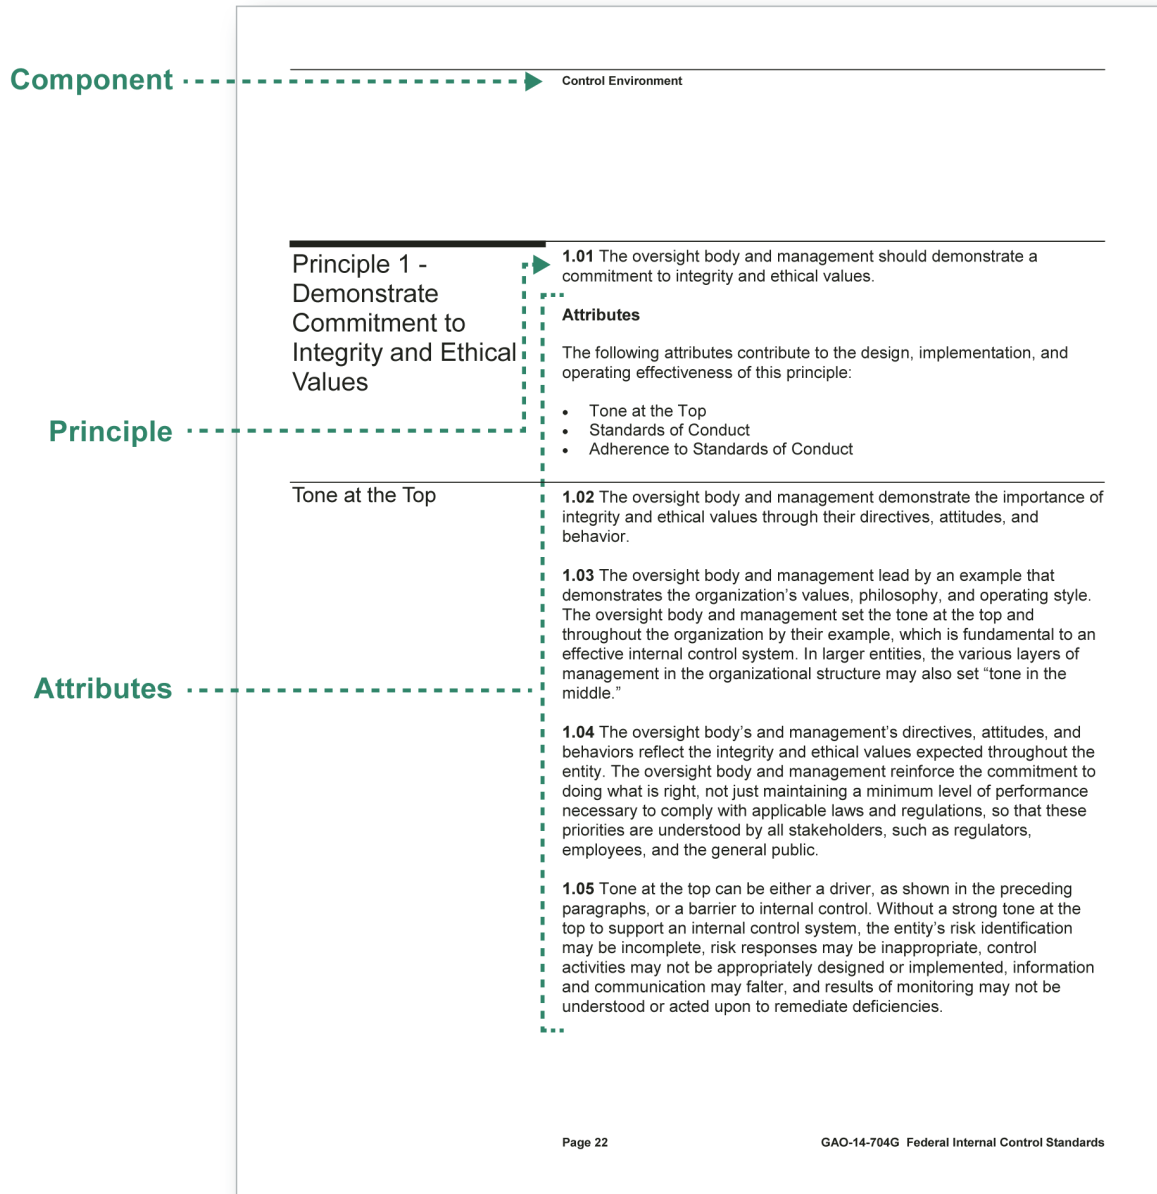 Component
Control Environment
Principle 1 -
Demonstrate
Commitment to
Integrity and Ethical
Values
1.01 The oversight body and management should demonstrate a
commitment to integrity and ethical values.
Attributes
The following attributes contribute to the design, implementation, and
operating effectiveness of this principle:
• Tone at the Top
• Standards of Conduct
• Adherence to Standards of Conduct
Principle
Tone at the Top
1.02 The oversight body and management demonstrate the importance of
integrity and ethical values through their directives, attitudes, and
behavior.
1.03 The oversight body and management lead by an example that
demonstrates the organization’s values, philosophy, and operating style.
The oversight body and management set the tone at the top and
throughout the organization by their example, which is fundamental to an
effective internal control system. In larger entities, the various layers of
management in the organizational structure may also set “tone in the
middle.”
Attributes
1.04 The oversight body’s and management’s directives, attitudes, and
behaviors reflect the integrity and ethical values expected throughout the
entity. The oversight body and management reinforce the commitment to
doing what is right, not just maintaining a minimum level of performance
necessary to comply with applicable laws and regulations, so that these
priorities are understood by all stakeholders, such as regulators,
employees, and the general public.
1.05 Tone at the top can be either a driver, as shown in the preceding
paragraphs, or a barrier to internal control. Without a strong tone at the
top to support an internal control system, the entity’s risk identification
may be incomplete, risk responses may be inappropriate, control
activities may not be appropriately designed or implemented, information
and communication may falter, and results of monitoring may not be
understood or acted upon to remediate deficiencies.
Page 22
GAO-14-704G Federal Internal Control Standards